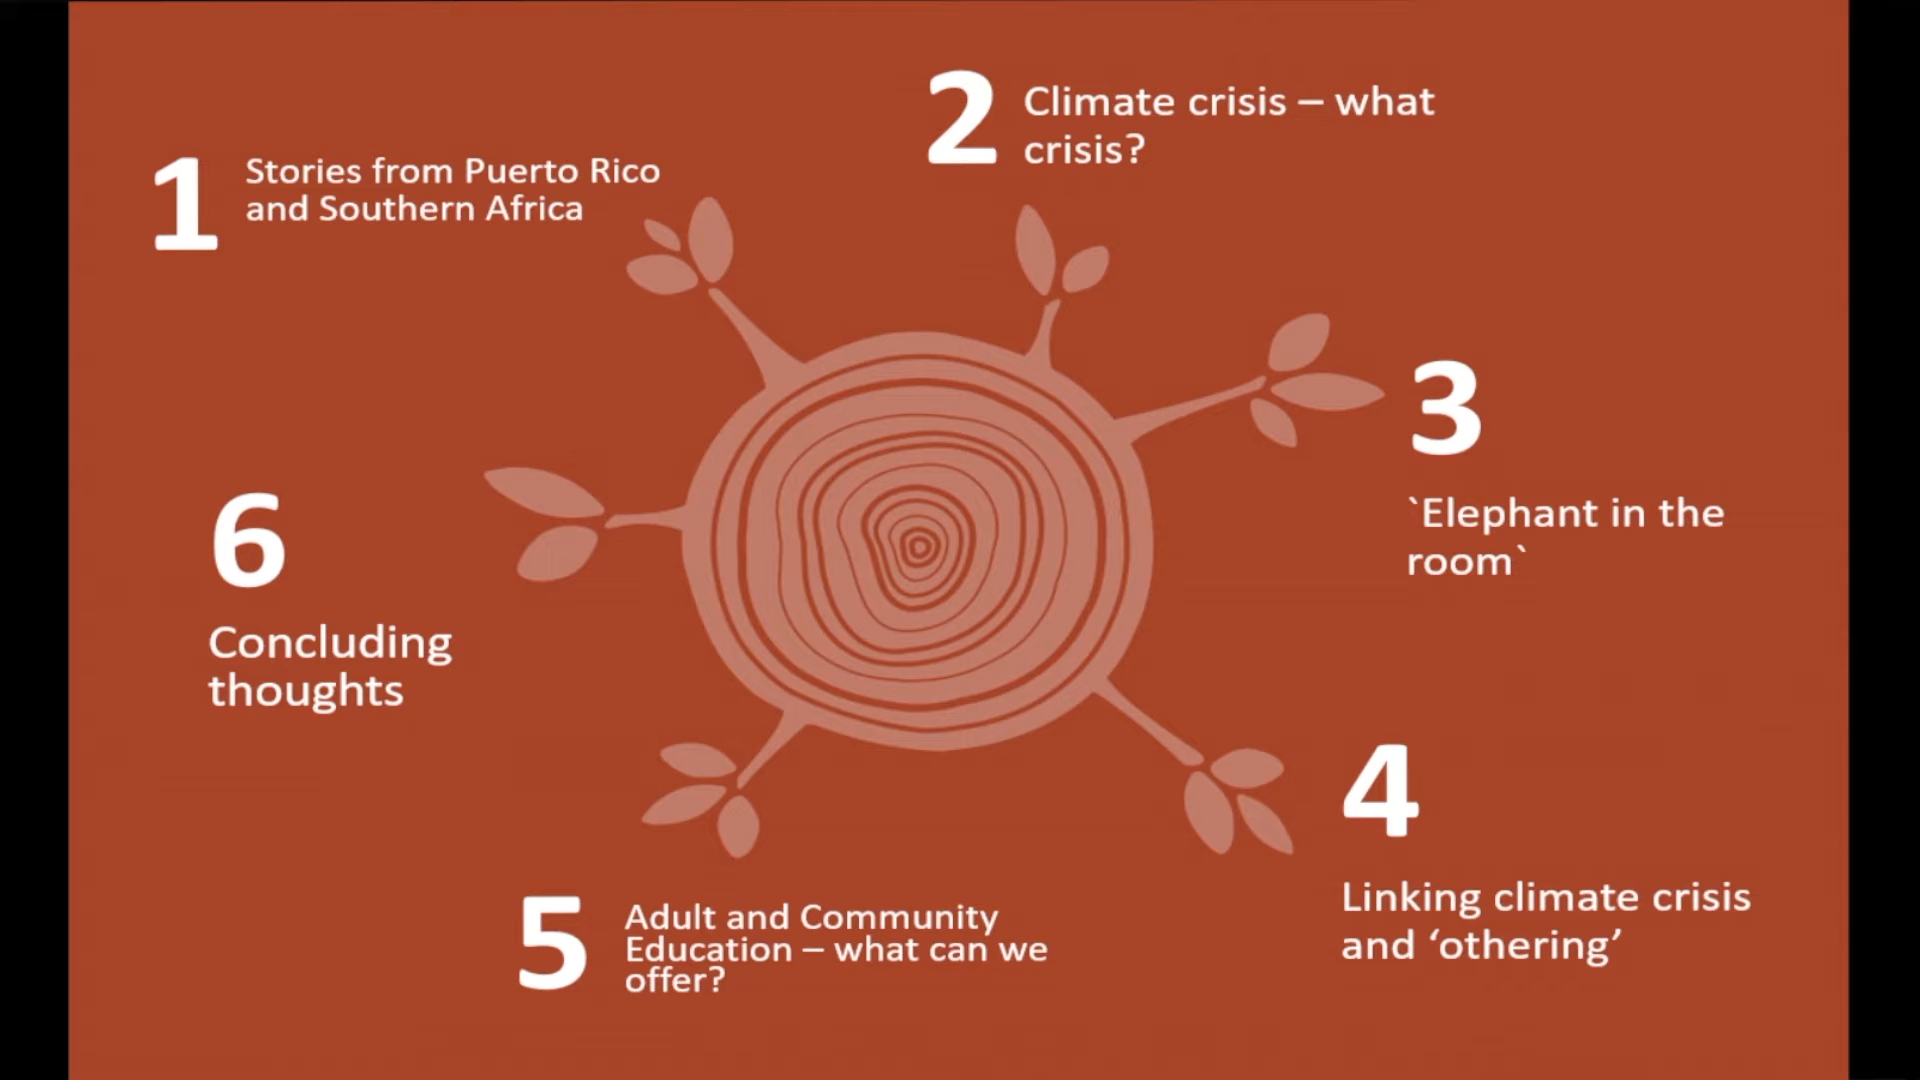 1
Stories from Puerto Rico
and Southern Africa
2
Climate crisis – what
crisis?
3
`Elephant in the
room`
4
Linking climate crisis
and ‘othering’
5
Adult and Community
Education – what can we
offer?
6
Concluding
thoughts